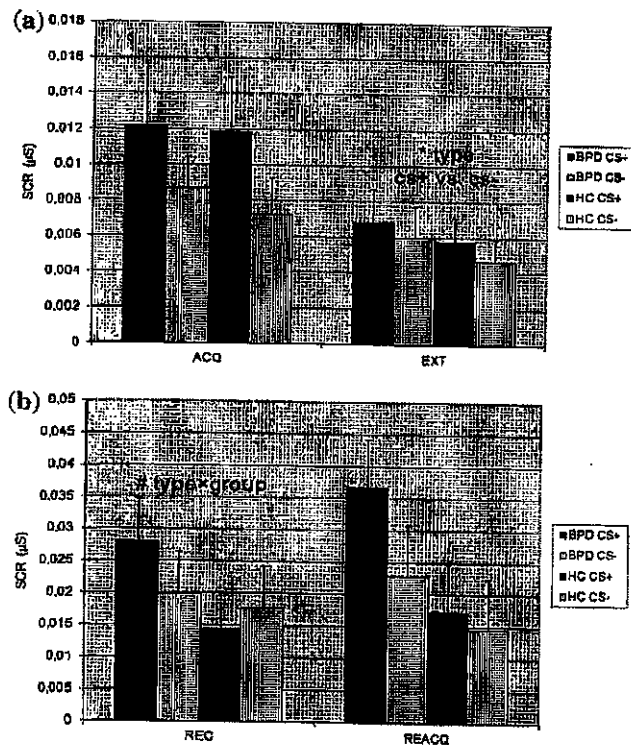 (a)
0,018
0,016
0,014
0,012
0,01
0,008
0,006
0,004
0,002
0
SCR (µS)
* type
cs+ vs. cs-
ACQ
EXT
BPD CS+
BPD CS-
HC CS+
HC CS-
(b)
0,05
0,045
0,04
0,035
0,03
0,025
0,02
0,015
0,01
0,005
0
SCR (µS)
# type×group
REC
REACQ
BPD CS+
BPD CS-
HC CS+
HC CS-